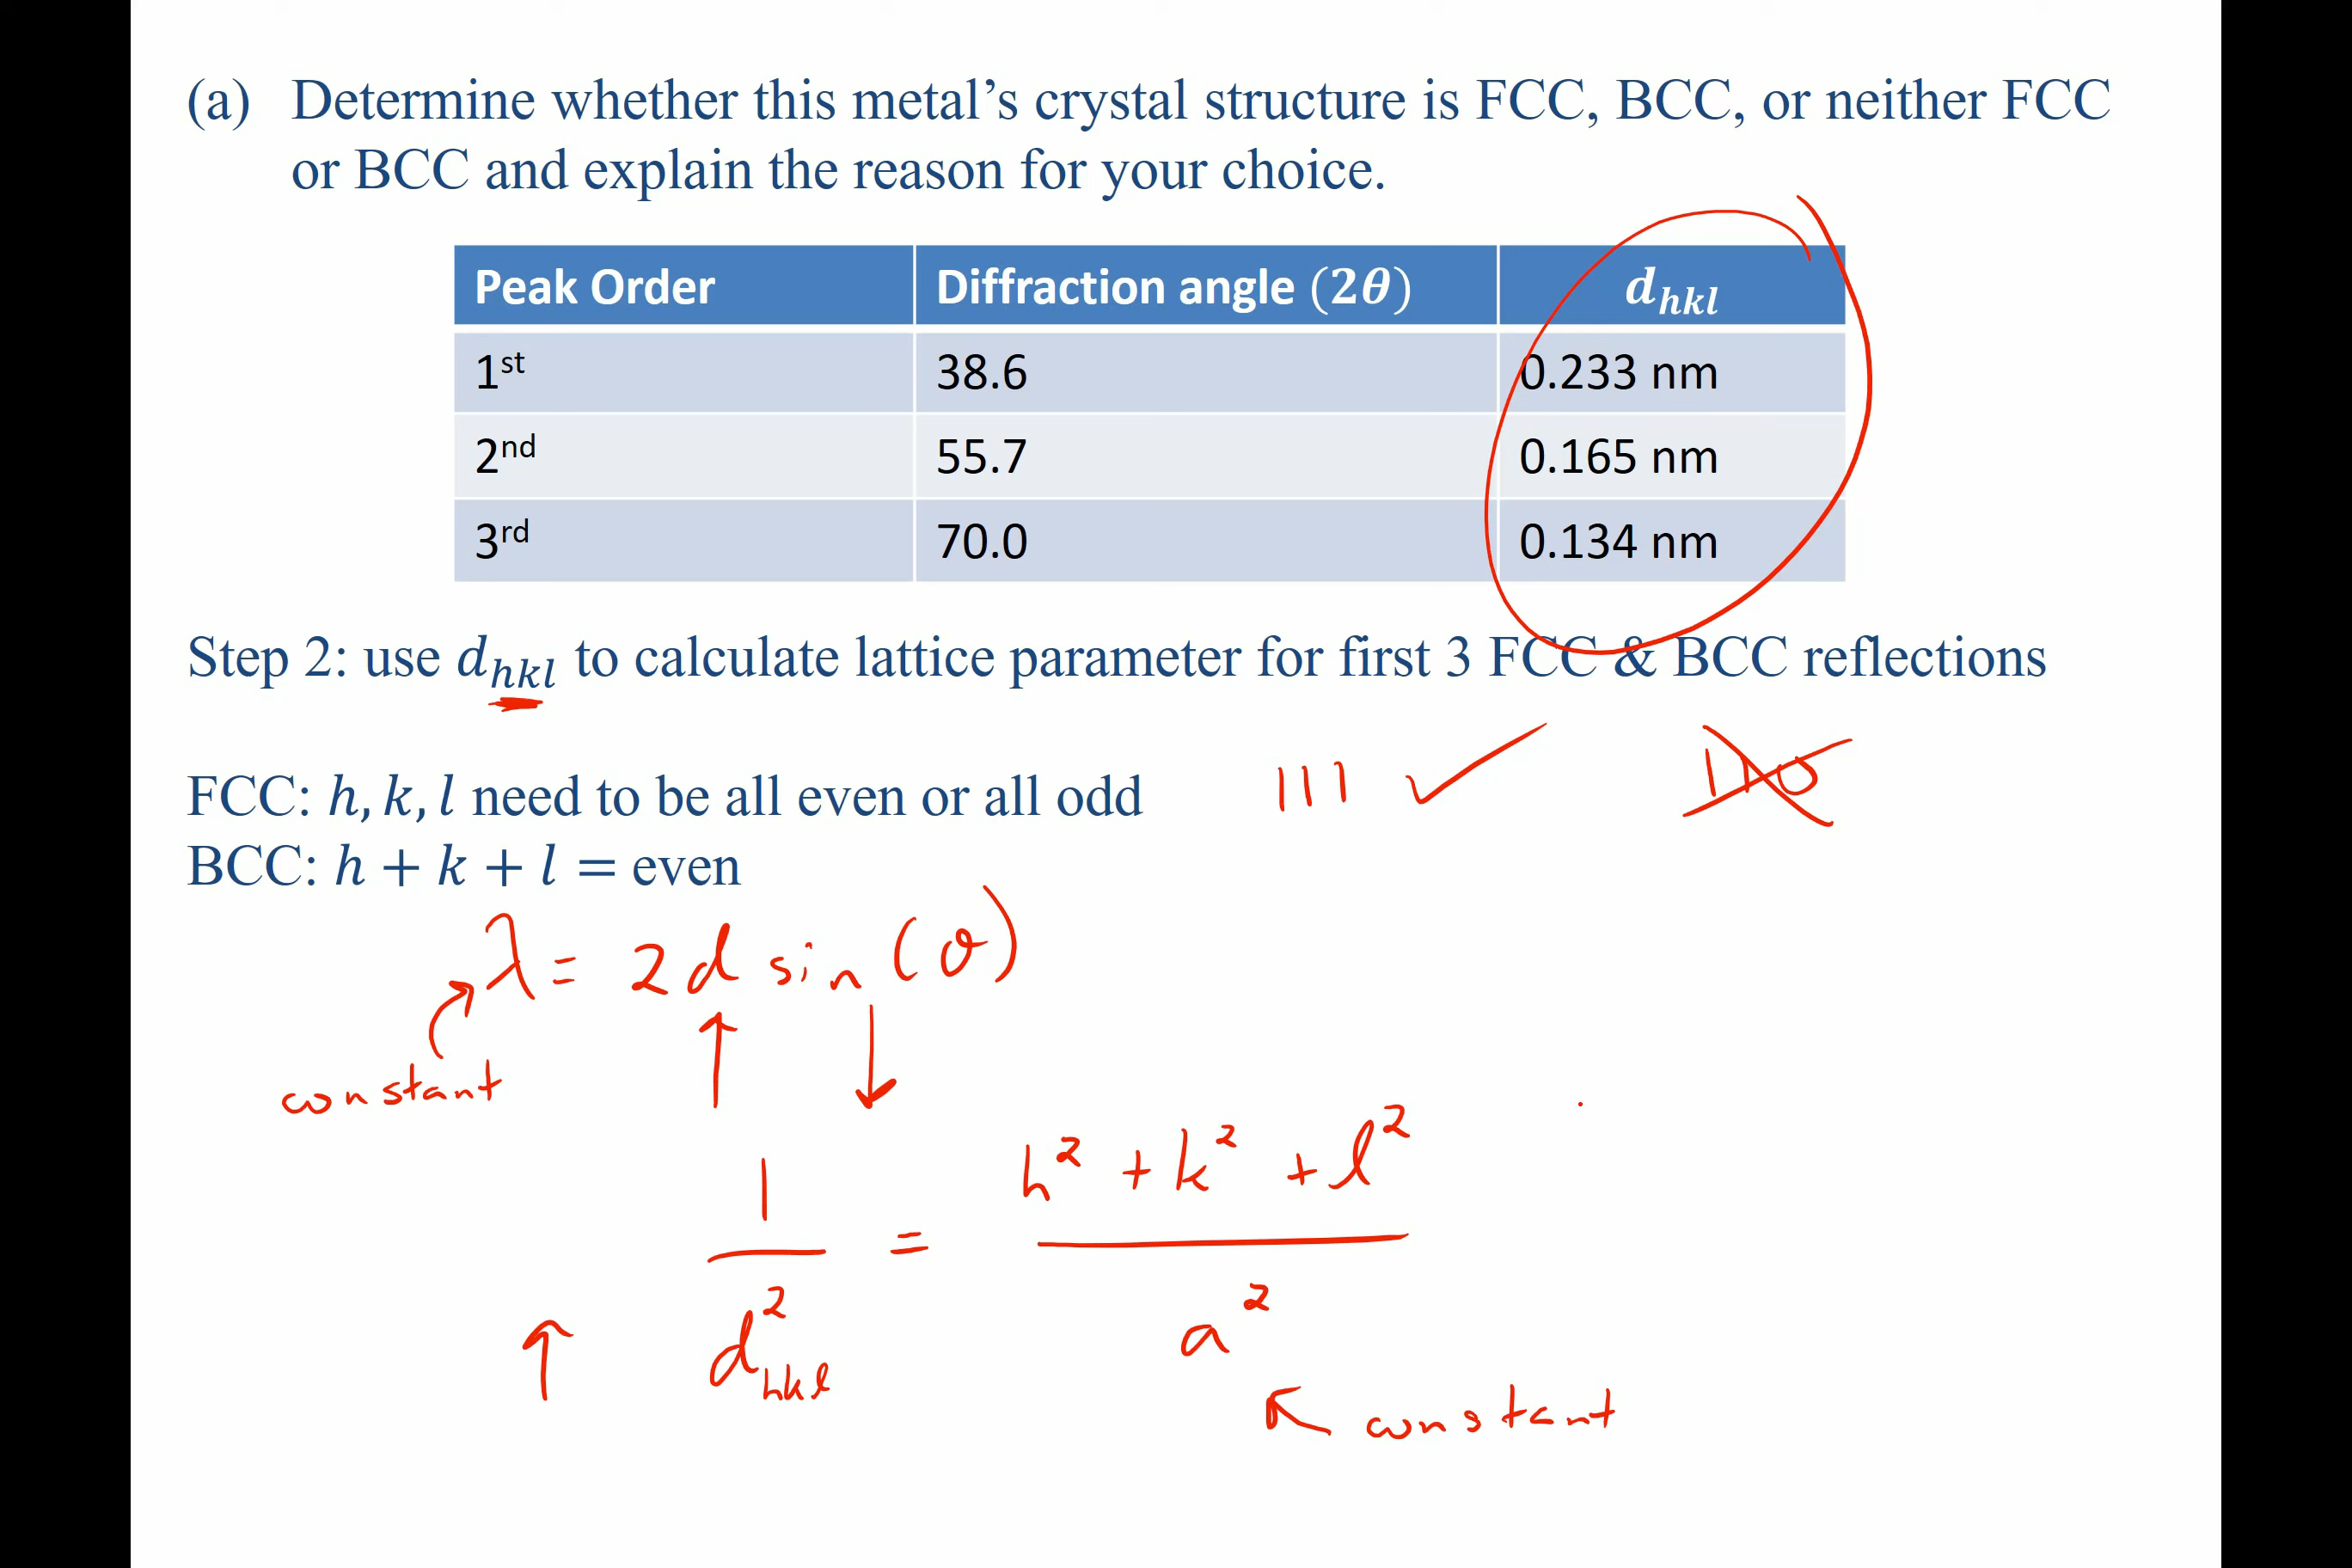 (a) Determine whether this metal’s crystal structure is FCC, BCC, or neither FCC
or BCC and explain the reason for your choice.
Peak Order Diffraction angle (2θ) d_hkl
1st 38.6 0.233 nm
2nd 55.7 0.165 nm
3rd 70.0 0.134 nm
Step 2: use d_hkl to calculate lattice parameter for first 3 FCC & BCC reflections
FCC: h, k, l need to be all even or all odd 111 ✓ 110
BCC: h + k + l = even
λ = 2d sin(θ)
constant
1/d²_hkl = (h² + k² + l²)/a²
constant